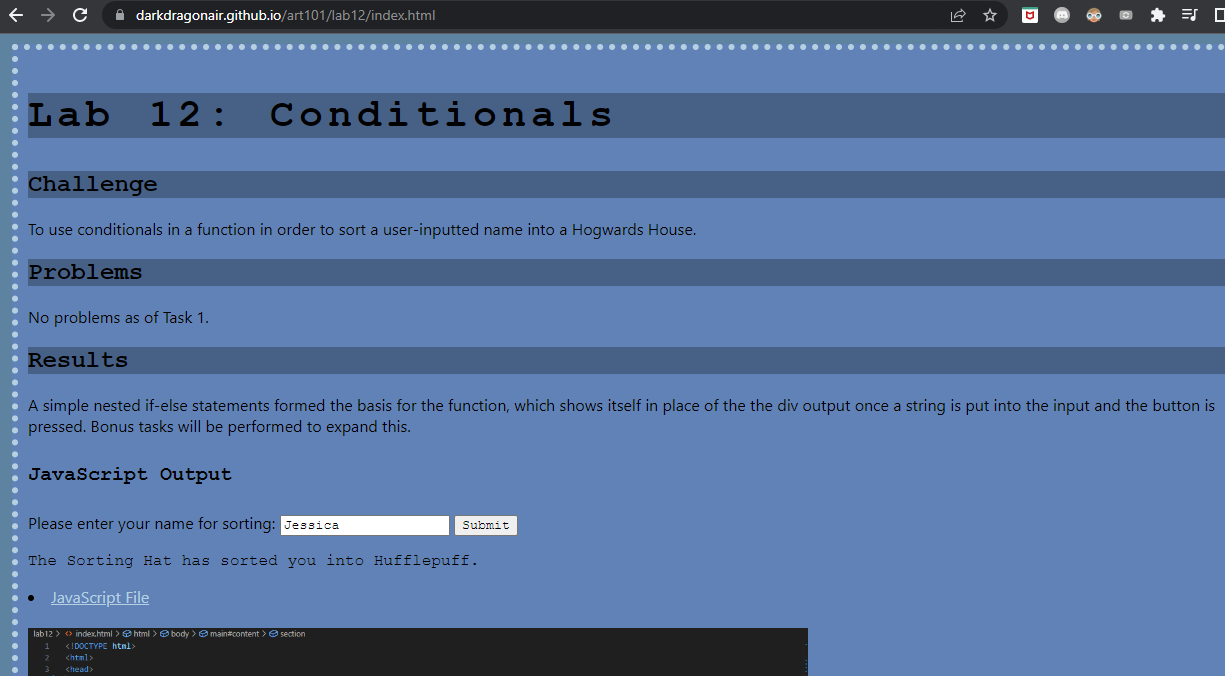 darkdragonair.github.io/art101/lab12/index.html
Lab 12: Conditionals
Challenge
To use conditionals in a function in order to sort a user-inputted name into a Hogwards House.
Problems
No problems as of Task 1.
Results
A simple nested if-else statements formed the basis for the function, which shows itself in place of the the div output once a string is put into the input and the button is
pressed. Bonus tasks will be performed to expand this.
JavaScript Output
Please enter your name for sorting: Jessica Submit
The Sorting Hat has sorted you into Hufflepuff.
• JavaScript File
lab12 > <> index.html > html > body > main#content > section
1 <!DOCTYPE html>
2 <html>
3 <head>